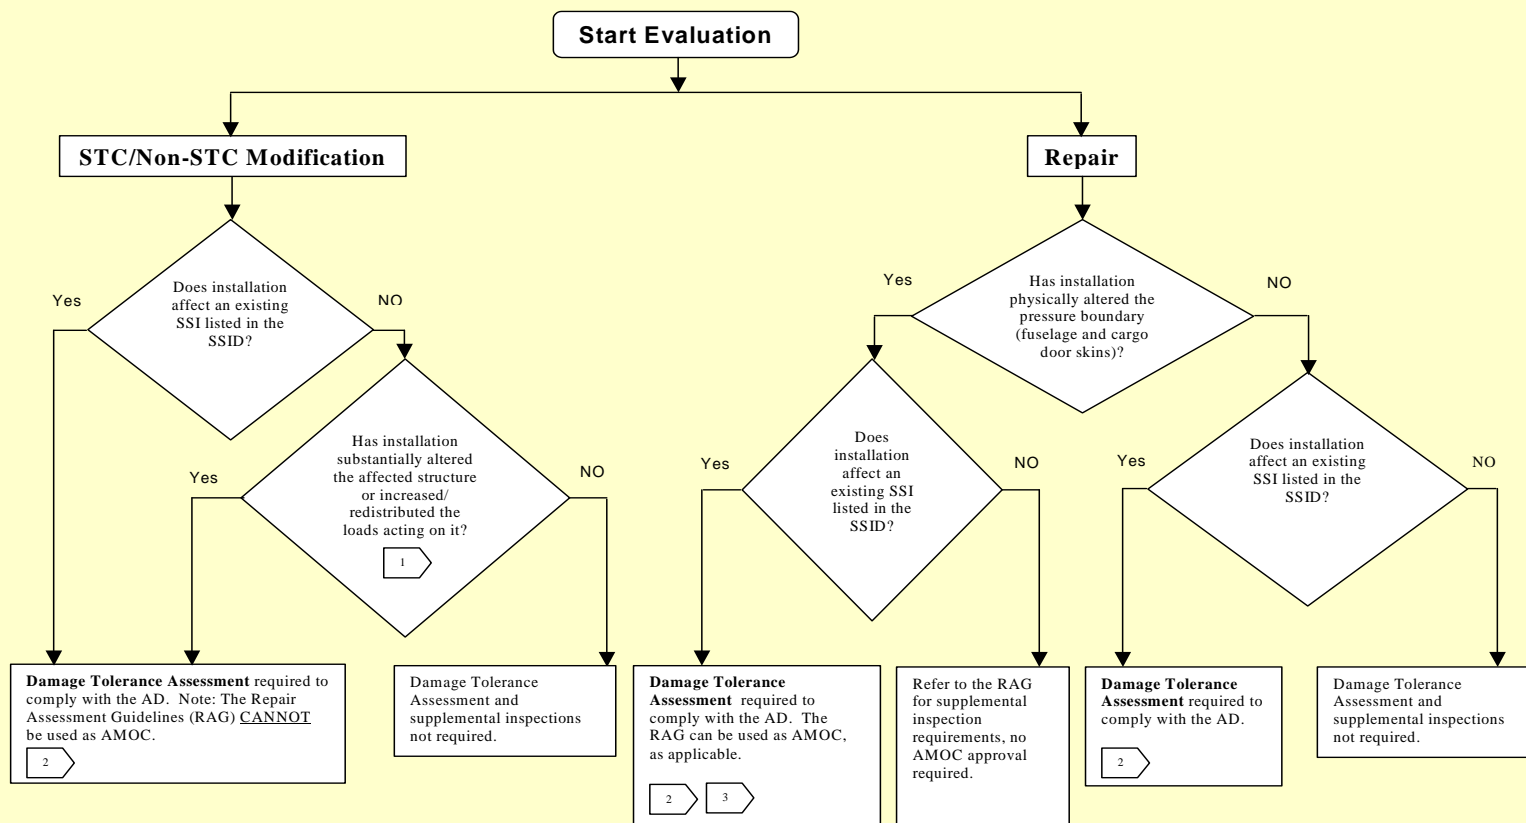 Start Evaluation
STC/Non-STC Modification
Repair
Does installation
affect an existing
SSI listed in the
SSID?
Yes
NO
Has installation
substantially altered
the affected structure
or increased/
redistributed the
loads acting on it?
1
Yes
NO
Has installation
physically altered the
pressure boundary
(fuselage and cargo
door skins)?
Yes
NO
Does
installation
affect an
existing SSI
listed in the
SSID?
Yes
NO
Does installation
affect an existing
SSI listed in the
SSID?
Yes
NO
Damage Tolerance Assessment required to
comply with the AD. Note: The Repair
Assessment Guidelines (RAG) CANNOT
be used as AMOC.
2
Damage Tolerance
Assessment and
supplemental inspections
not required.
Damage Tolerance
Assessment required to
comply with the AD. The
RAG can be used as AMOC,
as applicable.
2 3
Refer to the RAG
for supplemental
inspection
requirements, no
AMOC approval
required.
Damage Tolerance
Assessment required to
comply with the AD.
2
Damage Tolerance
Assessment and
supplemental inspections
not required.